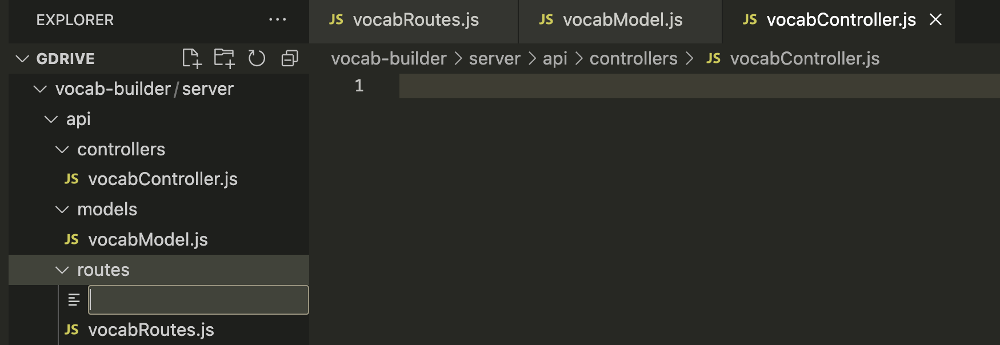 EXPLORER ...
GDRIVE
vocab-builder/server
api
controllers
JS vocabController.js
models
JS vocabModel.js
routes
JS vocabRoutes.js
JS vocabRoutes.js JS vocabModel.js JS vocabController.js
vocab-builder > server > api > controllers > JS vocabController.js
1